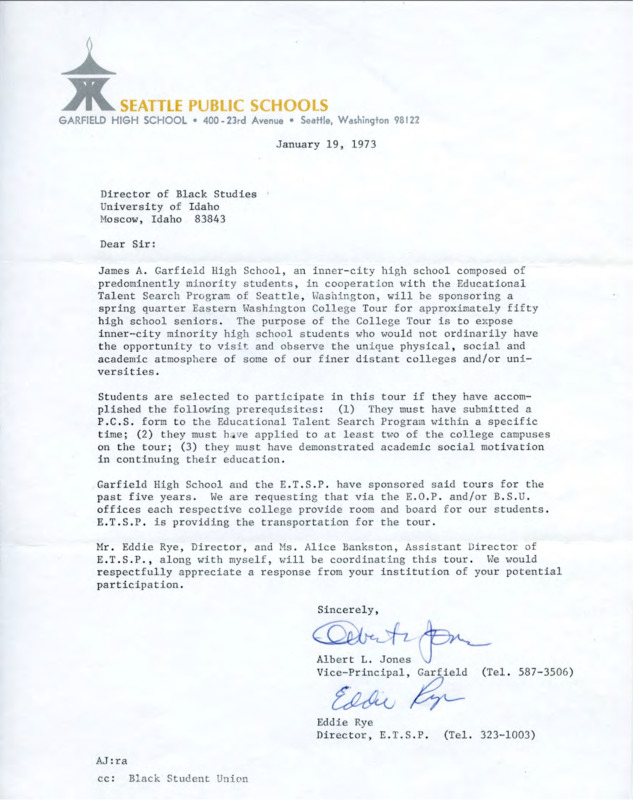 SEATTLE PUBLIC SCHOOLS
GARFIELD HIGH SCHOOL • 400-23rd Avenue • Seattle, Washington 98122
January 19, 1973
Director of Black Studies
University of Idaho
Moscow, Idaho 83843
Dear Sir:
James A. Garfield High School, an inner-city high school composed of
predominently minority students, in cooperation with the Educational
Talent Search Program of Seattle, Washington, will be sponsoring a
spring quarter Eastern Washington College Tour for approximately fifty
high school seniors. The purpose of the College Tour is to expose
inner-city minority high school students who would not ordinarily have
the opportunity to visit and observe the unique physical, social and
academic atmosphere of some of our finer distant colleges and/or uni-
versities.
Students are selected to participate in this tour if they have accom-
plished the following prerequisites: (1) They must have submitted a
P.C.S. form to the Educational Talent Search Program within a specific
time; (2) they must have applied to at least two of the college campuses
on the tour; (3) they must have demonstrated academic social motivation
in continuing their education.
Garfield High School and the E.T.S.P. have sponsored said tours for the
past five years. We are requesting that via the E.O.P. and/or B.S.U.
offices each respective college provide room and board for our students.
E.T.S.P. is providing the transportation for the tour.
Mr. Eddie Rye, Director, and Ms. Alice Bankston, Assistant Director of
E.T.S.P., along with myself, will be coordinating this tour. We would
respectfully appreciate a response from your institution of your potential
participation.
Sincerely,
Albert L. Jones
Albert L. Jones
Vice-Principal, Garfield (Tel. 587-3506)
Eddie Rye
Eddie Rye
Director, E.T.S.P. (Tel. 323-1003)
AJ:ra
cc: Black Student Union